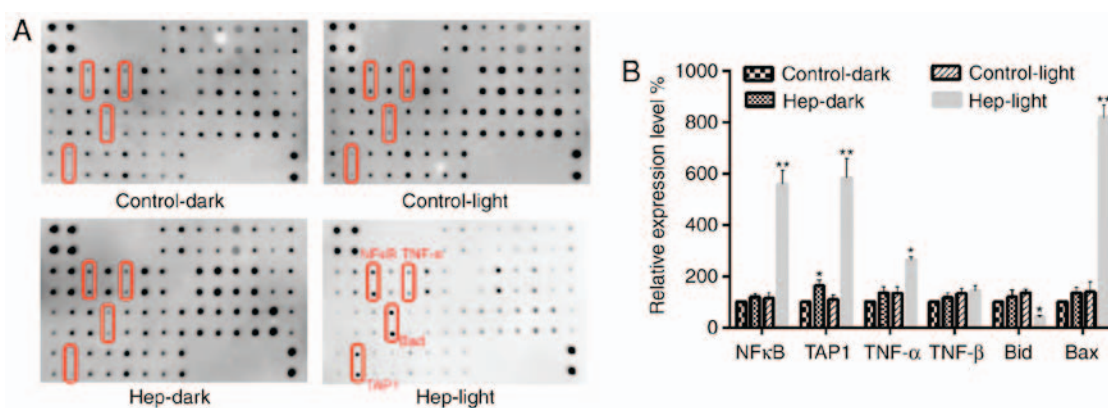 A
Control-dark
Control-light
NFκB TNF-α
Bad
TAP1
Hep-dark
Hep-light
B
Relative expression level %
1000
800
600
400
200
0
Control-dark
Control-light
Hep-dark
Hep-light
**
*
**
*
*
**
NFκB
TAP1
TNF-α
TNF-β
Bid
Bax